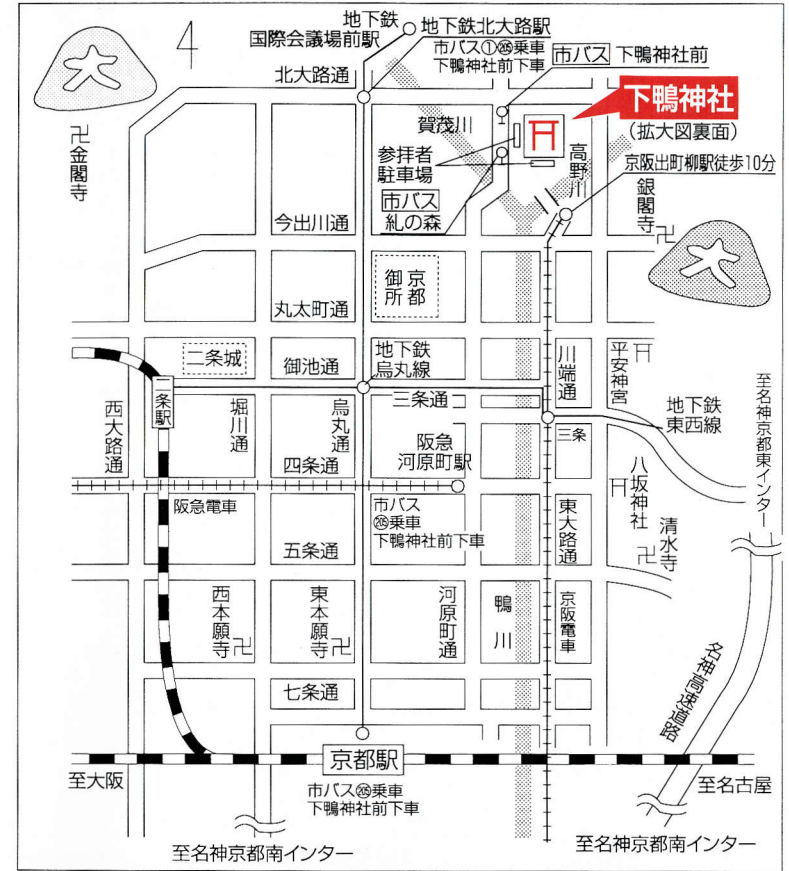 地下鉄
国際会議場前駅
地下鉄北大路駅
市バス①205乗車
下鴨神社前下車
市バス 下鴨神社前
北大路通
下鴨神社
(拡大図裏面)
賀茂川
参拝者
駐車場
市バス
糺の森
高野川
京阪出町柳駅徒歩10分
卍金閣寺
銀閣寺卍
大
大
今出川通
京都
御所
丸太町通
二条城
御池通
地下鉄
烏丸線
川端通
平安神宮
二条駅
三条通
三条
地下鉄
東西線
至名神京都東インター
西大路通
堀川通
烏丸通
阪急
河原町駅
四条通
阪急電車
市バス
205乗車
下鴨神社前下車
八坂神社
清水寺
卍
東大路通
五条通
西本願寺卍
東本願寺卍
河原町通
鴨川
京阪電車
七条通
名神高速道路
京都駅
至大阪
至名古屋
市バス205乗車
下鴨神社前下車
至名神京都南インター
至名神京都南インター